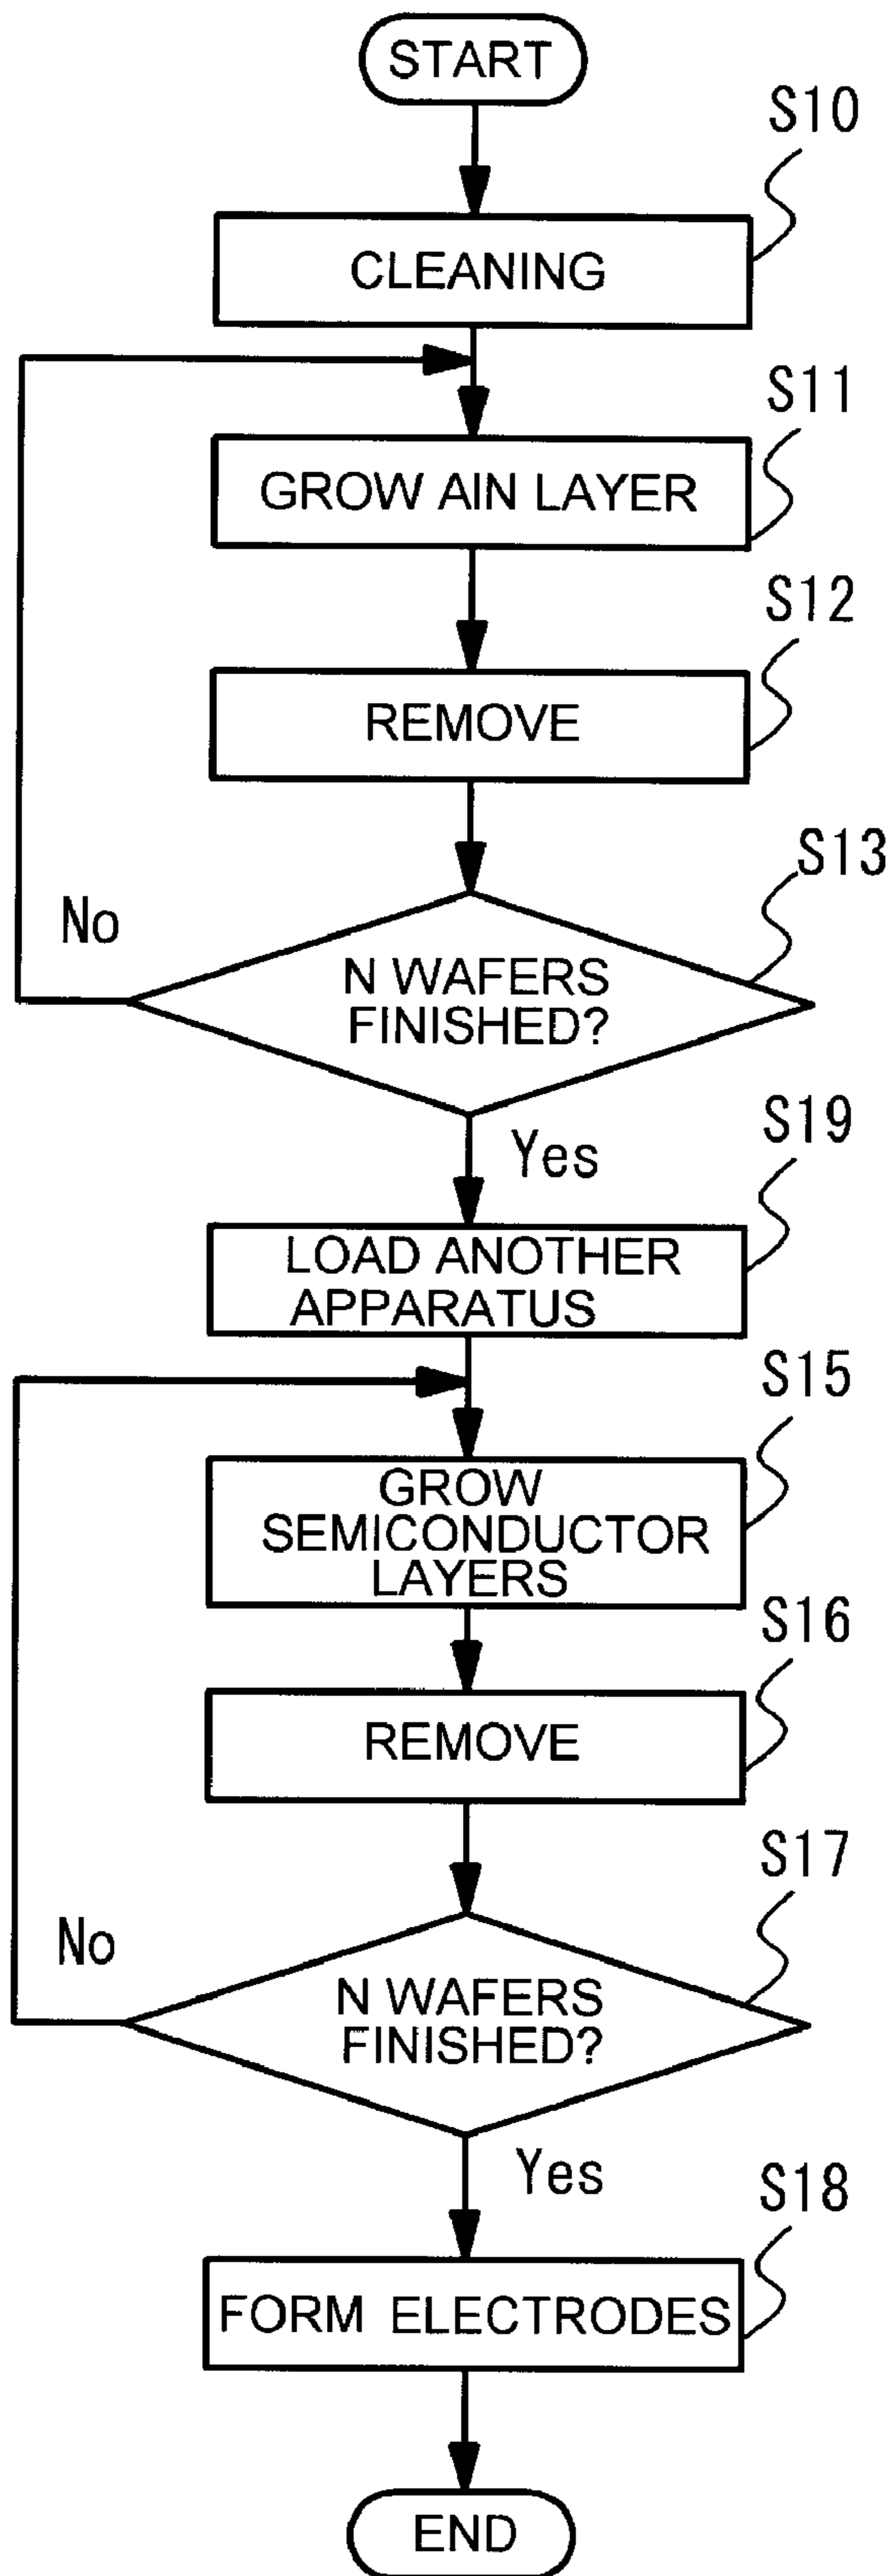 START
S10
CLEANING
S11
GROW AlN LAYER
S12
REMOVE
S13
No
N WAFERS
FINISHED?
Yes
S19
LOAD ANOTHER
APPARATUS
S15
GROW
SEMICONDUCTOR
LAYERS
S16
REMOVE
S17
No
N WAFERS
FINISHED?
Yes
S18
FORM ELECTRODES
END